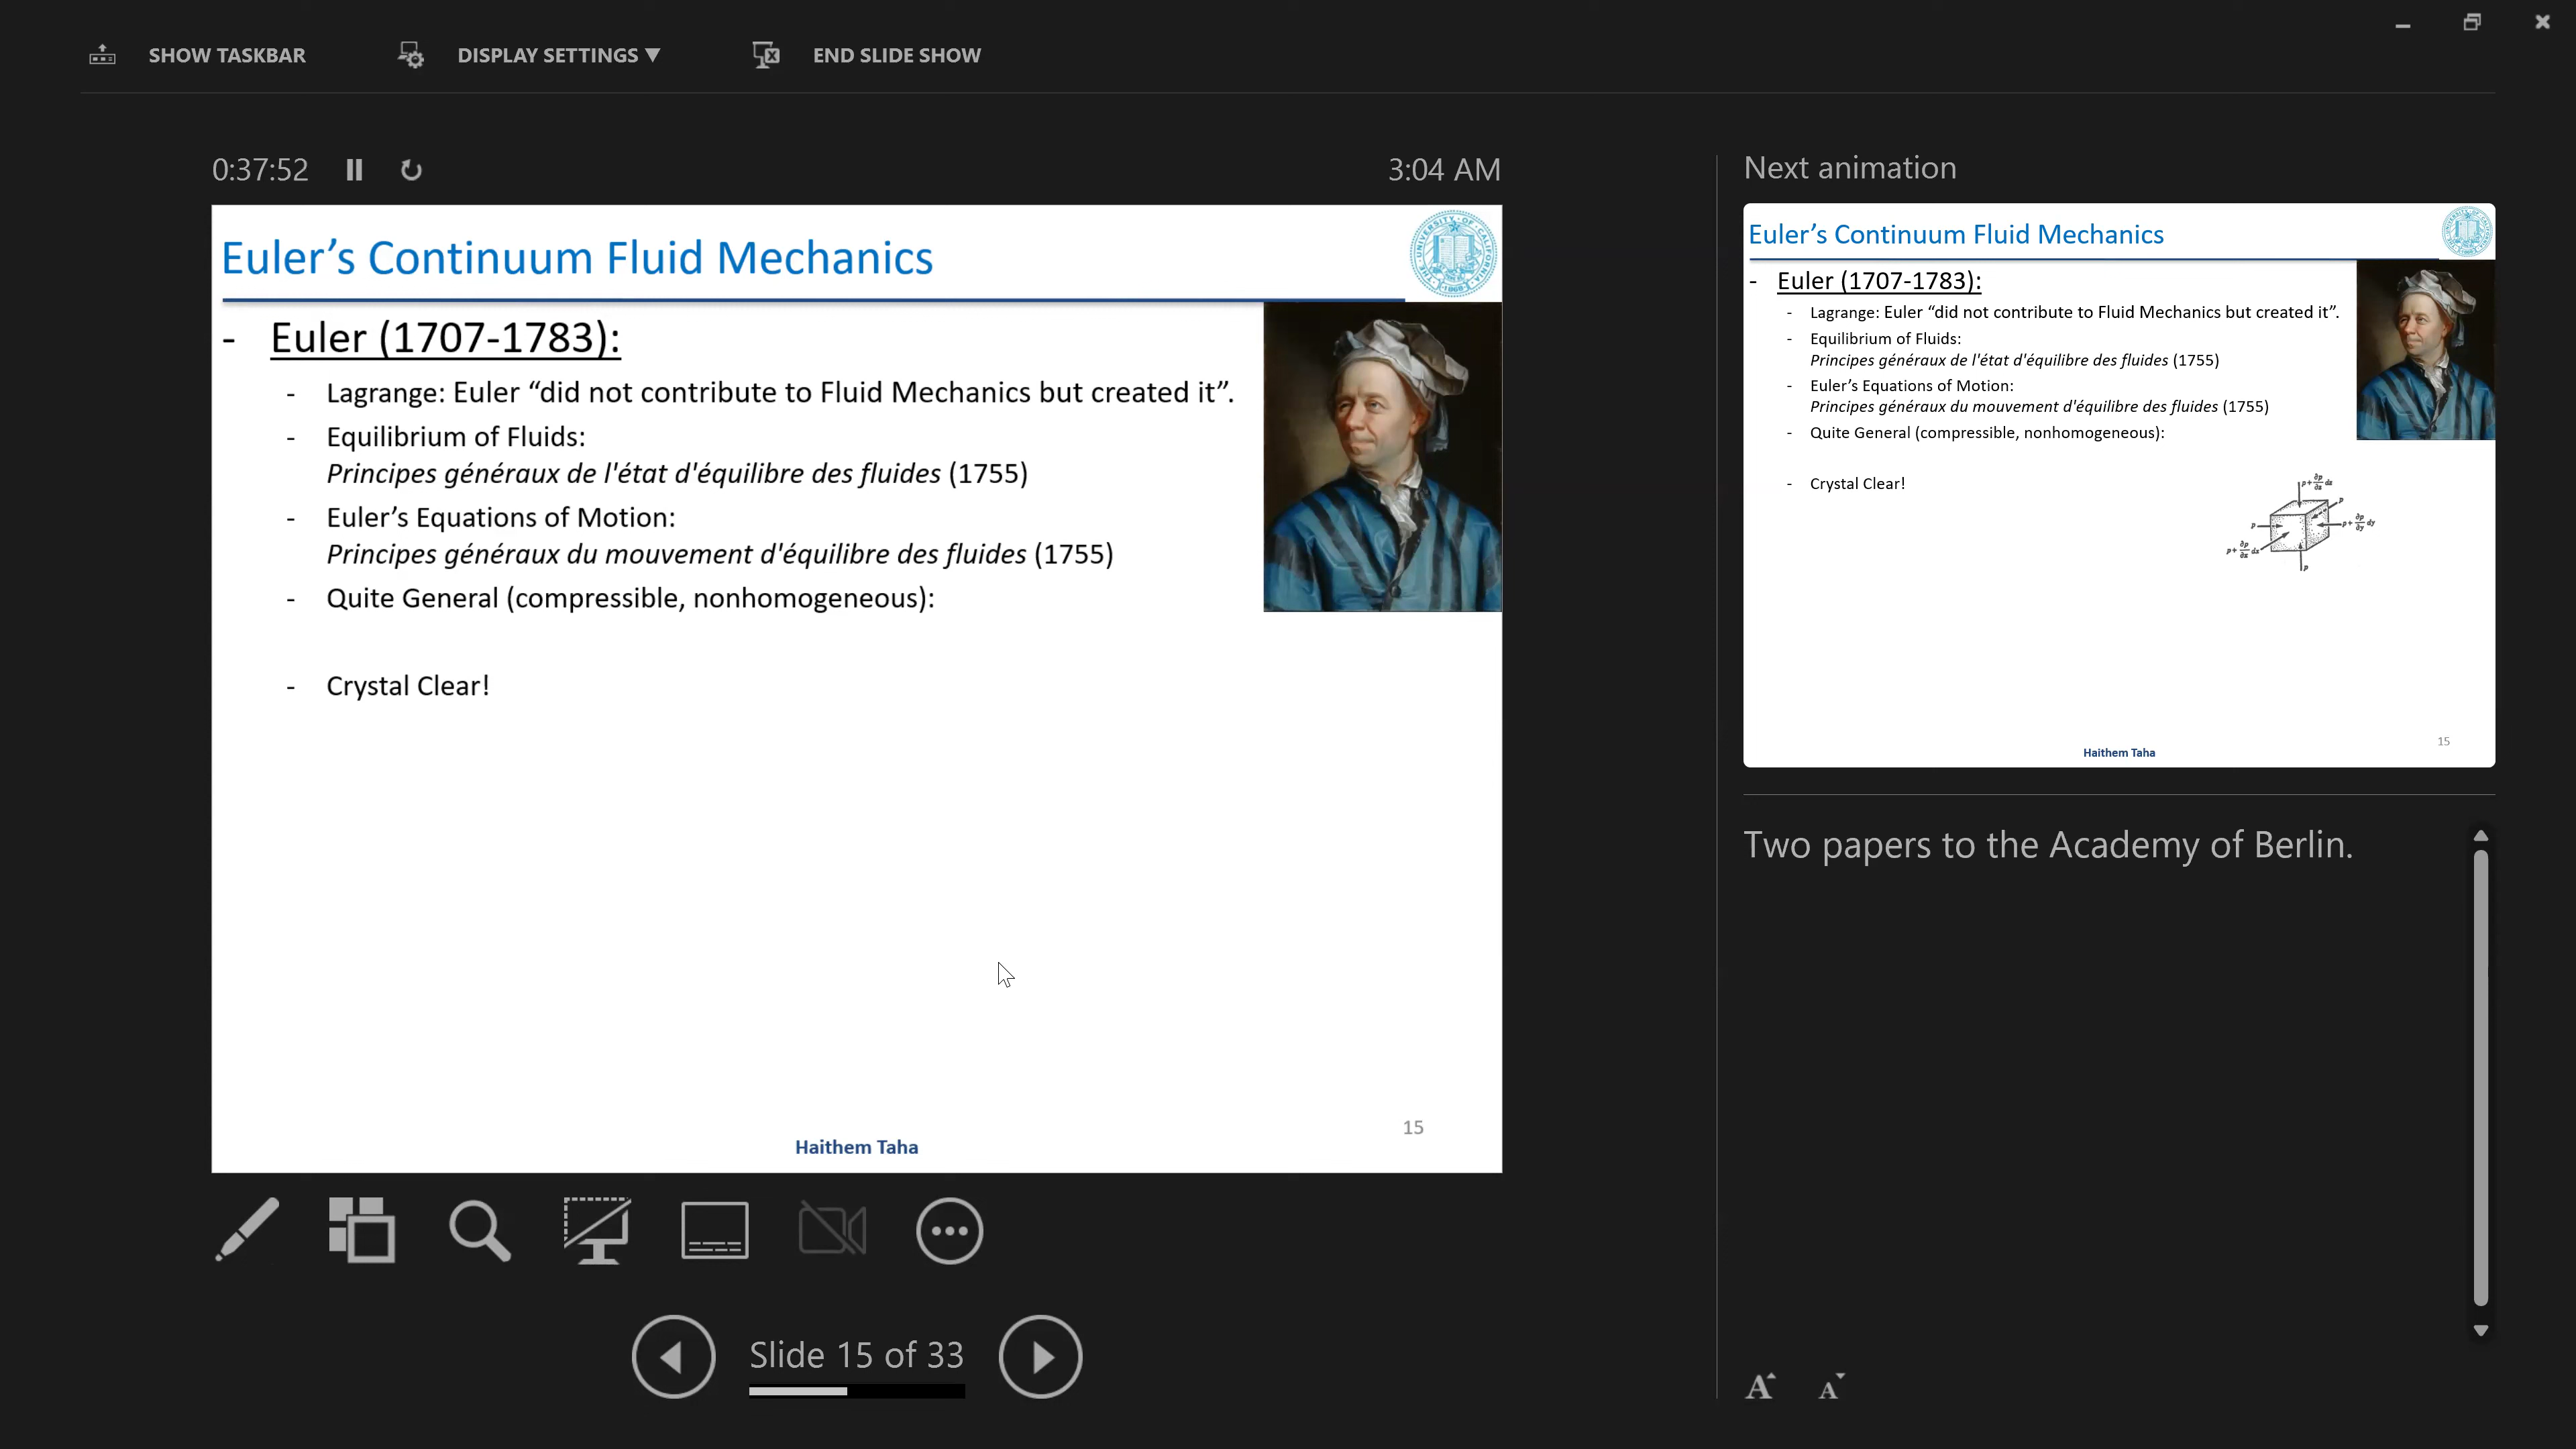 SHOW TASKBAR
DISPLAY SETTINGS ▼
END SLIDE SHOW
0:37:52
3:04 AM
Euler's Continuum Fluid Mechanics
- Euler (1707-1783):
- Lagrange: Euler “did not contribute to Fluid Mechanics but created it”.
- Equilibrium of Fluids:
Principes généraux de l'état d'équilibre des fluides (1755)
- Euler’s Equations of Motion:
Principes généraux du mouvement d'équilibre des fluides (1755)
- Quite General (compressible, nonhomogeneous):
- Crystal Clear!
Haithem Taha
15
Slide 15 of 33
Next animation
Euler’s Continuum Fluid Mechanics
- Euler (1707-1783):
- Lagrange: Euler “did not contribute to Fluid Mechanics but created it”.
- Equilibrium of Fluids:
Principes généraux de l'état d'équilibre des fluides (1755)
- Euler’s Equations of Motion:
Principes généraux du mouvement d'équilibre des fluides (1755)
- Quite General (compressible, nonhomogeneous):
- Crystal Clear!
Haithem Taha
15
Two papers to the Academy of Berlin.
A A